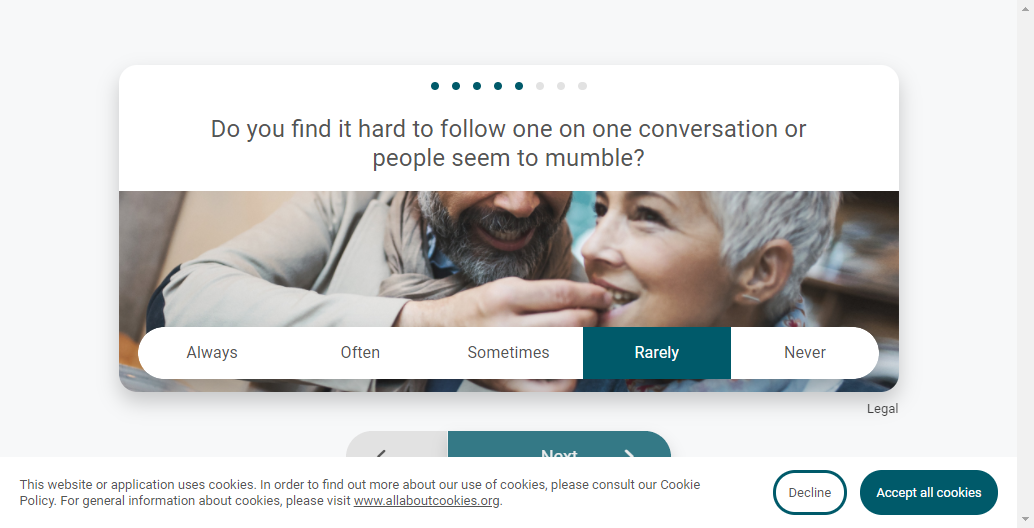 Do you find it hard to follow one on one conversation or
people seem to mumble?
Always Often Sometimes Rarely Never
Legal
Next
This website or application uses cookies. In order to find out more about our use of cookies, please consult our Cookie
Policy. For general information about cookies, please visit www.allaboutcookies.org.
Decline
Accept all cookies